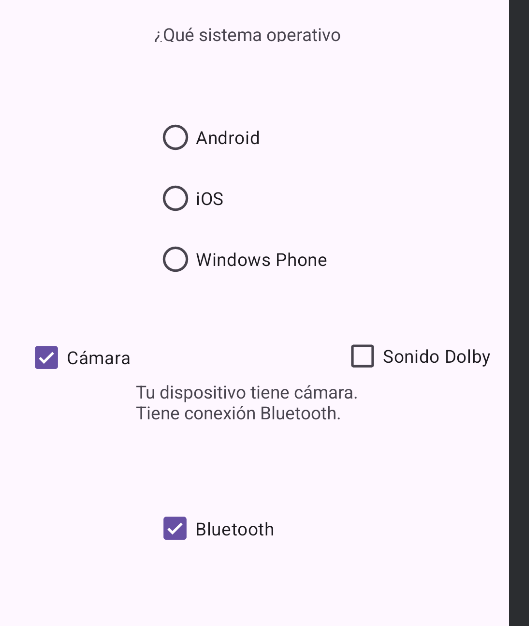 ¿Qué sistema operativo
Android
iOS
Windows Phone
Cámara
Sonido Dolby
Tu dispositivo tiene cámara.
Tiene conexión Bluetooth.
Bluetooth